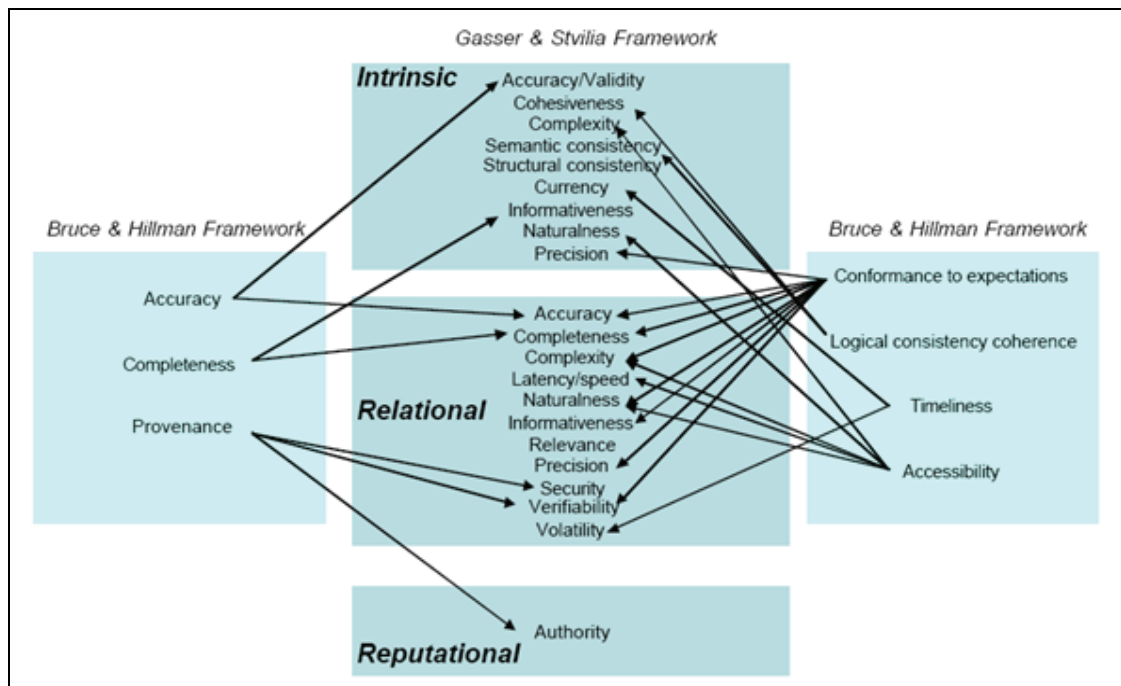 Gasser & Stvilia Framework
Intrinsic
Accuracy/Validity
Cohesiveness
Complexity
Semantic consistency
Structural consistency
Currency
Informativeness
Naturalness
Precision
Bruce & Hillman Framework
Accuracy
Completeness
Provenance
Relational
Accuracy
Completeness
Complexity
Latency/speed
Naturalness
Informativeness
Relevance
Precision
Security
Verifiability
Volatility
Reputational
Authority
Bruce & Hillman Framework
Conformance to expectations
Logical consistency coherence
Timeliness
Accessibility